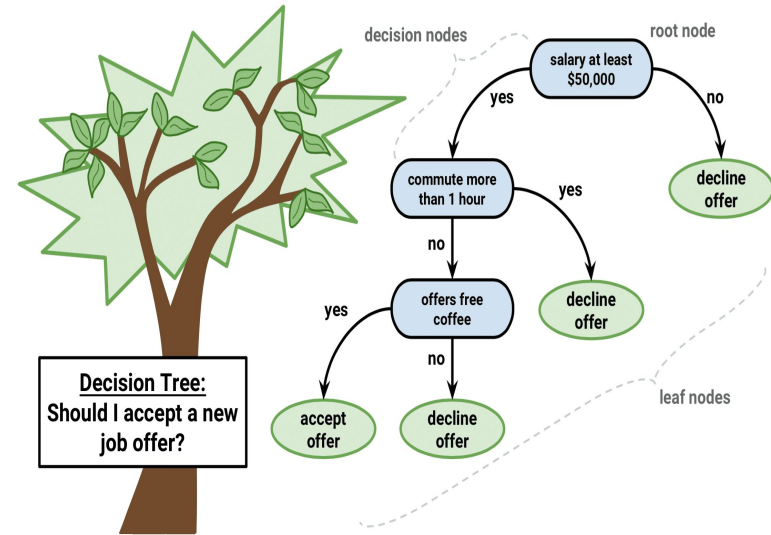 decision nodes
root node
salary at least
$50,000
yes
no
commute more
than 1 hour
yes
decline
offer
no
offers free
coffee
decline
offer
yes
no
Decision Tree:
Should I accept a new
job offer?
accept
offer
decline
offer
leaf nodes